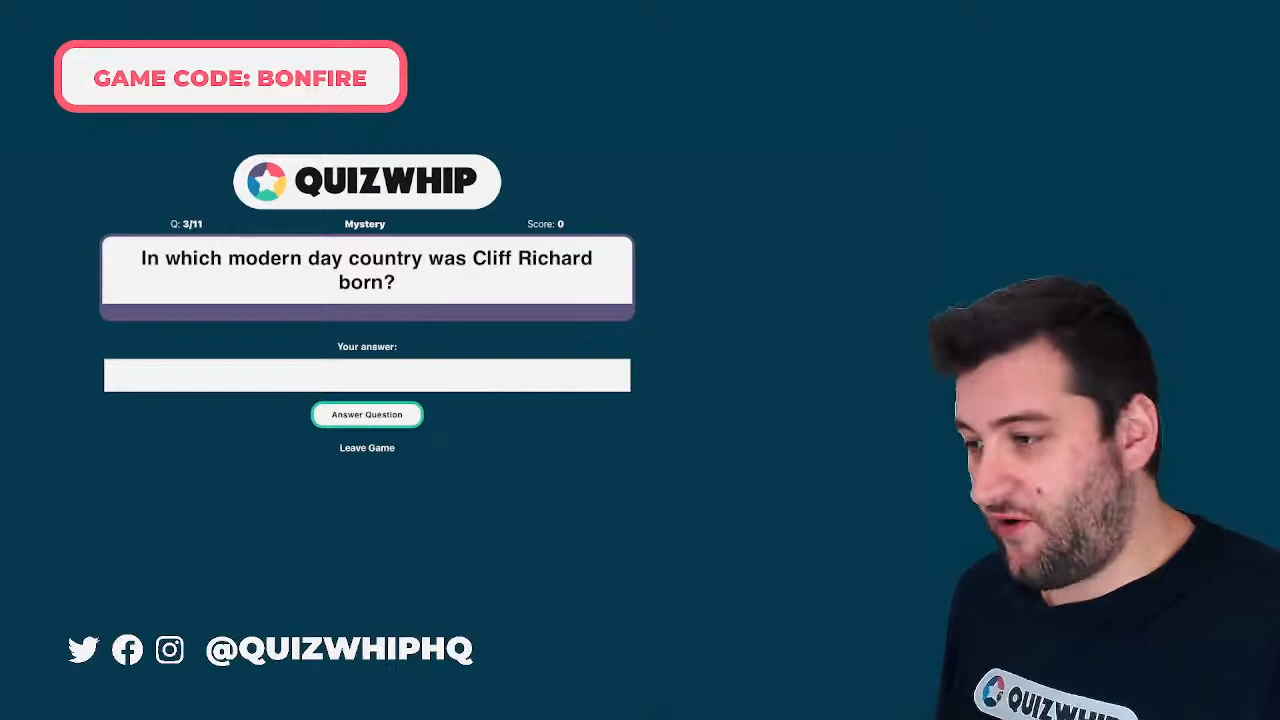 GAME CODE: BONFIRE
QUIZWHIP
Q: 3/11 Mystery Score: 0
In which modern day country was Cliff Richard
born?
Your answer:
Answer Question
Leave Game
@QUIZWHIPHQ
QUIZWHIP